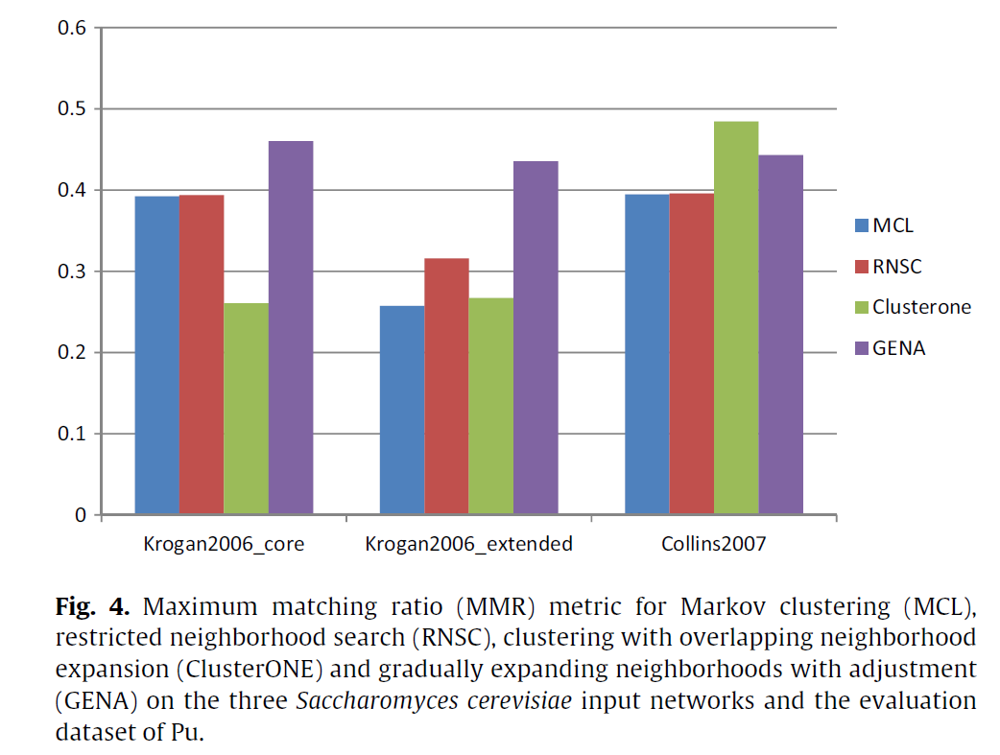 0.6
0.5
0.4
0.3
0.2
0.1
0
Krogan2006_core
Krogan2006_extended
Collins2007
MCL
RNSC
Clusterone
GENA
Fig. 4. Maximum matching ratio (MMR) metric for Markov clustering (MCL),
restricted neighborhood search (RNSC), clustering with overlapping neighborhood
expansion (ClusterONE) and gradually expanding neighborhoods with adjustment
(GENA) on the three Saccharomyces cerevisiae input networks and the evaluation
dataset of Pu.